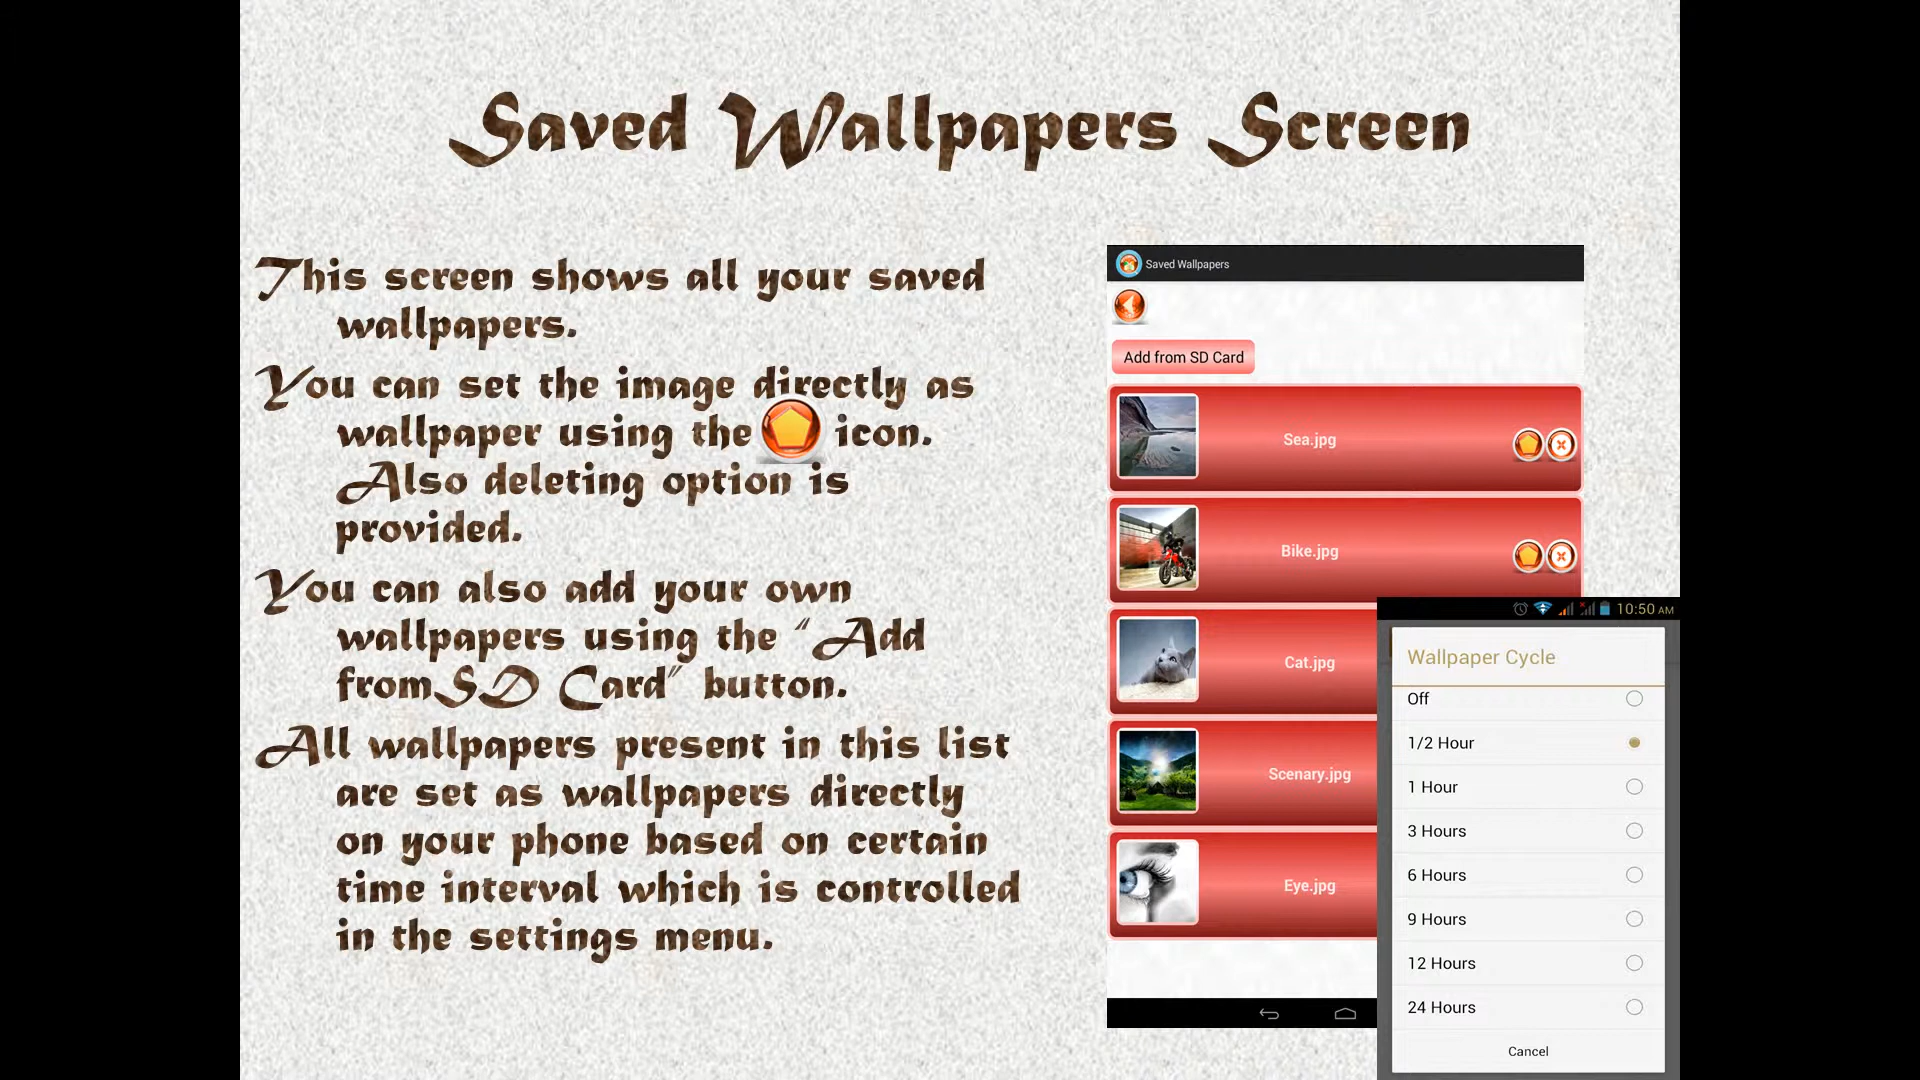 Saved Wallpapers Screen
This screen shows all your saved
wallpapers.
You can set the image directly as
wallpaper using the icon.
Also deleting option is
provided.
You can also add your own
wallpapers using the "Add
from SD Card" button.
All wallpapers present in this list
are set as wallpapers directly
on your phone based on certain
time interval which is controlled
in the settings menu.
Saved Wallpapers
Add from SD Card
Sea.jpg
Bike.jpg
Cat.jpg
Scenary.jpg
Eye.jpg
10:50 AM
Wallpaper Cycle
Off
1/2 Hour
1 Hour
3 Hours
6 Hours
9 Hours
12 Hours
24 Hours
Cancel